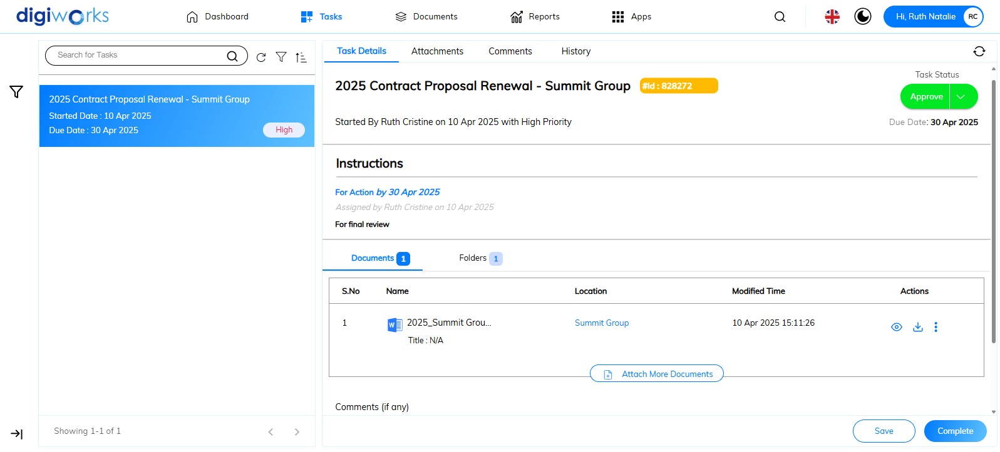 digiworks
Dashboard
Tasks
Documents
Reports
Apps
Hi, Ruth Natalie
RC
Search for Tasks
2025 Contract Proposal Renewal - Summit Group
Started Date : 10 Apr 2025
Due Date : 30 Apr 2025
High
Showing 1-1 of 1
Task Details
Attachments
Comments
History
2025 Contract Proposal Renewal - Summit Group
#Id : 828272
Task Status
Approve
Started By Ruth Cristine on 10 Apr 2025 with High Priority
Due Date: 30 Apr 2025
Instructions
For Action by 30 Apr 2025
Assigned by Ruth Cristine on 10 Apr 2025
For final review
Documents 1
Folders 1
S.No Name Location Modified Time Actions
1 2025_Summit Grou... Summit Group 10 Apr 2025 15:11:26
Title : N/A
Attach More Documents
Comments (if any)
Save
Complete